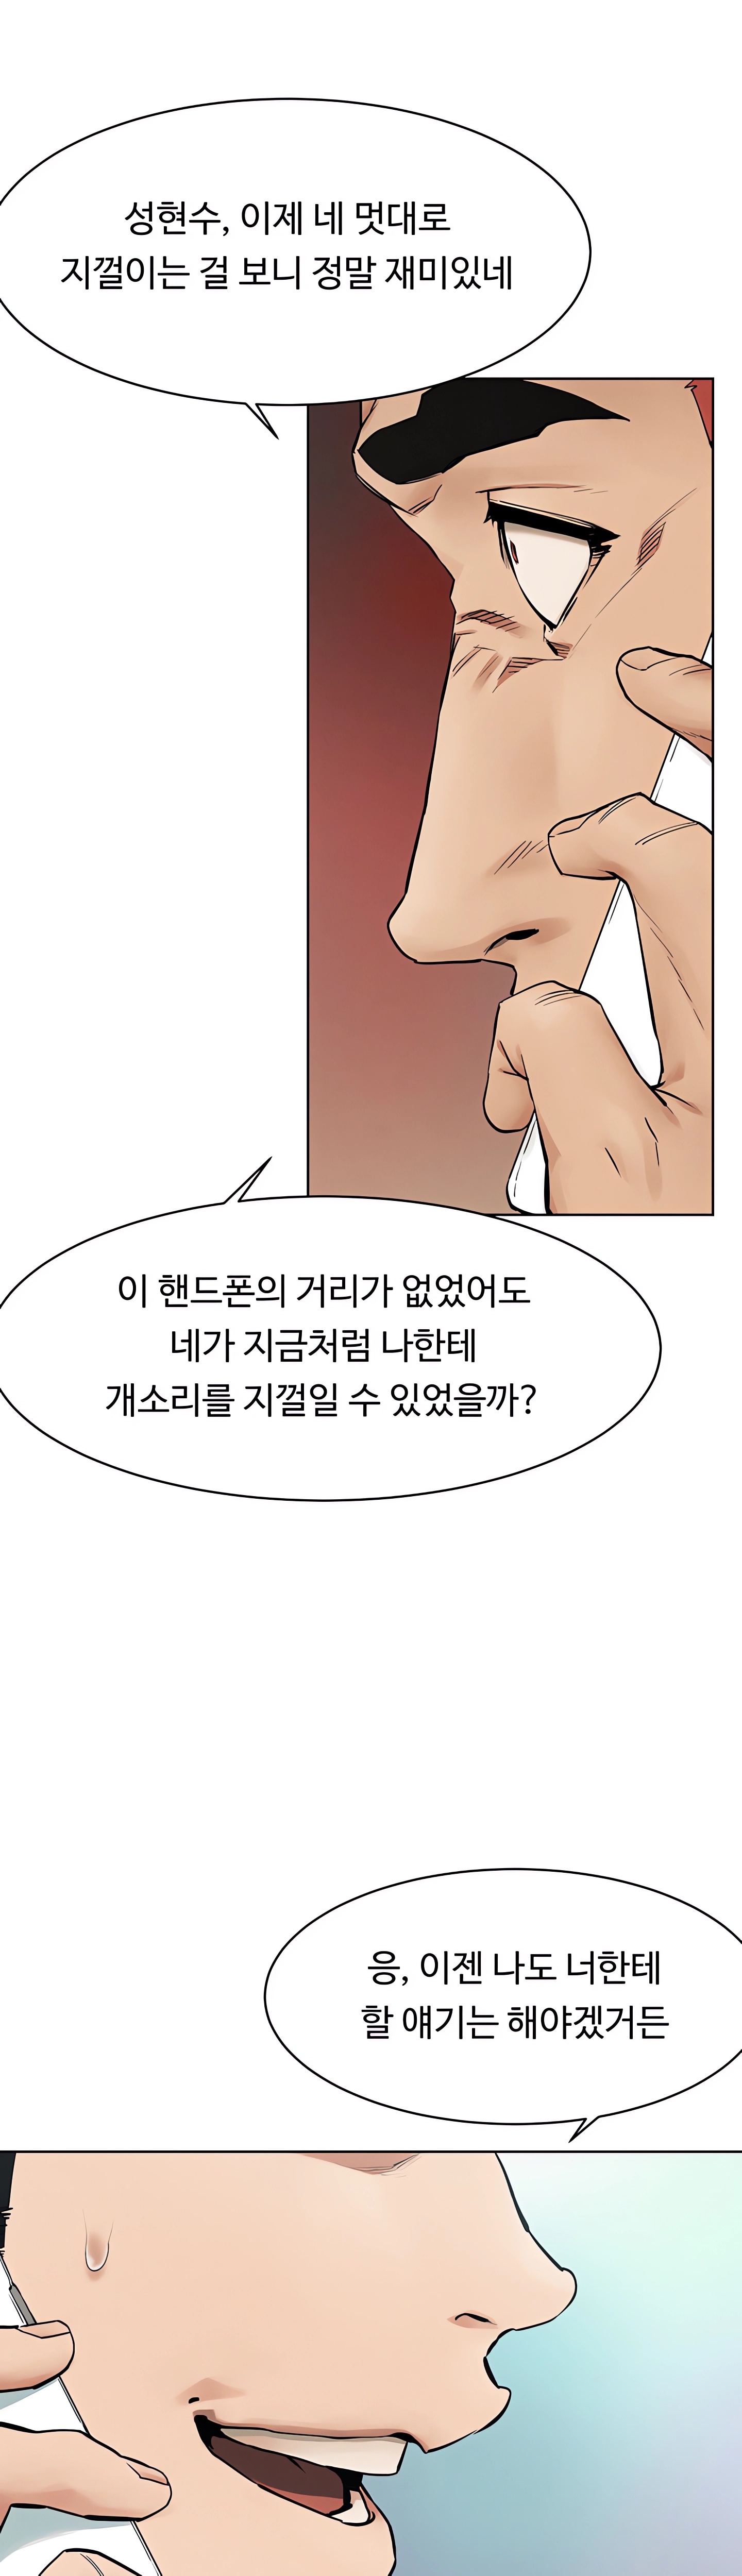 성현수, 이제 네 멋대로
지껄이는 걸 보니 정말 재미있네
이 핸드폰의 거리가 없었어도
네가 지금처럼 나한테
개소리를 지껄일 수 있었을까?
응, 이젠 나도 너한테
할 얘기는 해야겠거든